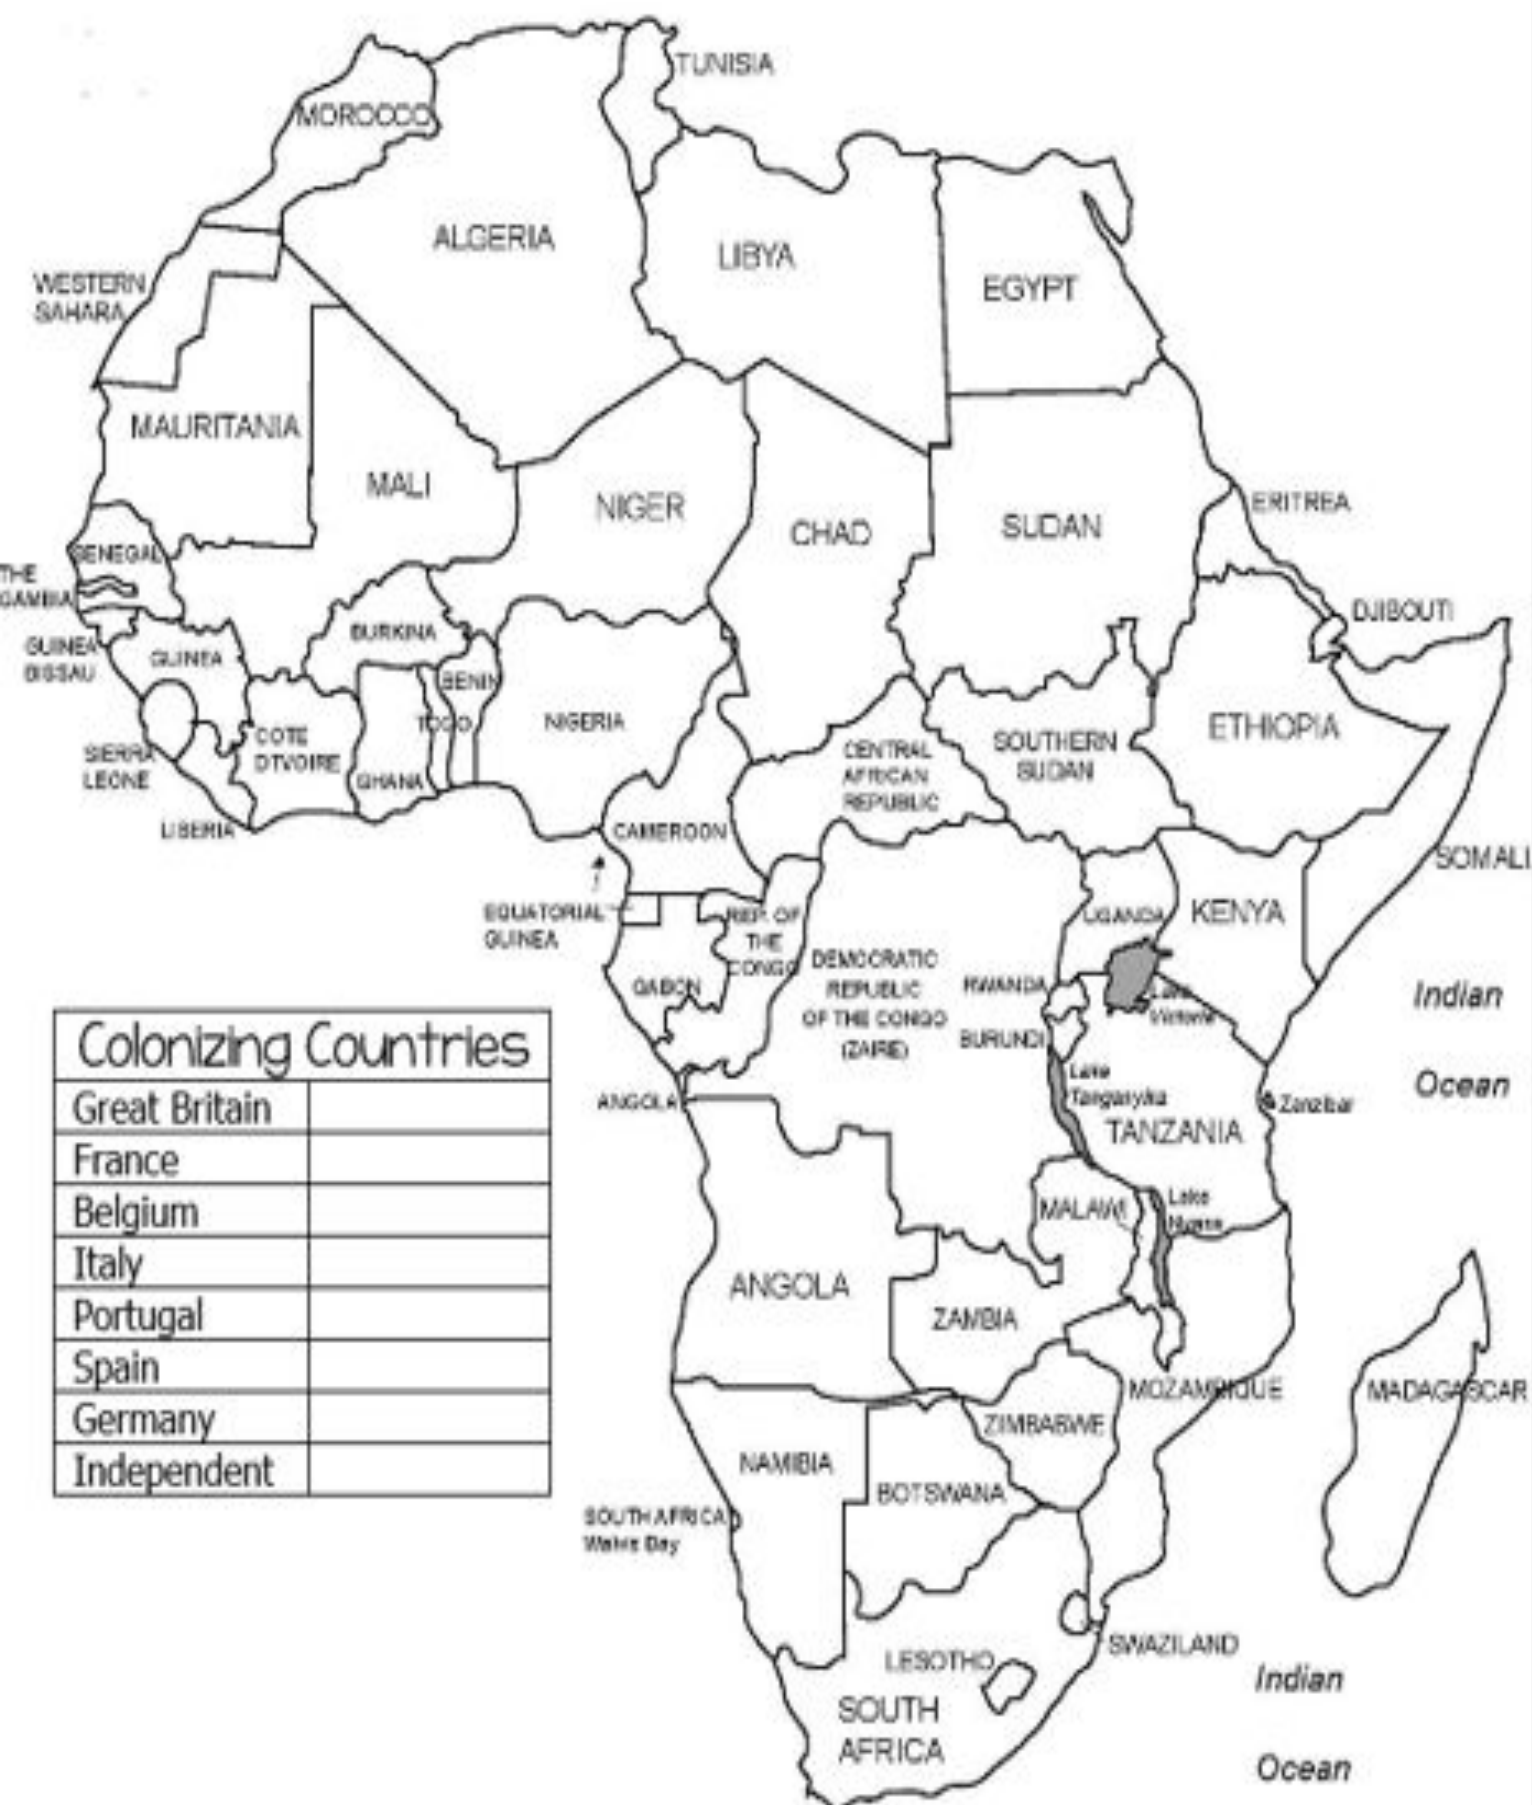 TUNISIA
MOROCCO
ALGERIA
LIBYA
EGYPT
WESTERN
SAHARA
MAURITANIA
MALI
NIGER
CHAD
SUDAN
ERITREA
SENEGAL
THE
GAMBIA
DJIBOUTI
GUINEA
BISSAU
GUINEA
BURKINA
BENIN
TOGO
NIGERIA
ETHIOPIA
SIERRA
LEONE
COTE
D'IVOIRE
GHANA
CENTRAL
AFRICAN
REPUBLIC
SOUTHERN
SUDAN
LIBERIA
CAMEROON
SOMALI
EQUATORIAL
GUINEA
REP. OF
THE
CONGO
UGANDA
KENYA
GABON
DEMOCRATIC
REPUBLIC
OF THE CONGO
(ZAIRE)
RWANDA
BURUNDI
Lake
Victoria
Indian
Ocean
Colonizing Countries
Great Britain
France
Belgium
Italy
Portugal
Spain
Germany
Independent
ANGOLA
Lake
Tanganyika
Zanzibar
TANZANIA
MALAWI
Lake
Nyasa
ANGOLA
ZAMBIA
MOZAMBIQUE
MADAGASCAR
ZIMBABWE
NAMIBIA
BOTSWANA
SOUTH AFRICA
Walvis Bay
SWAZILAND
LESOTHO
SOUTH
AFRICA
Indian
Ocean